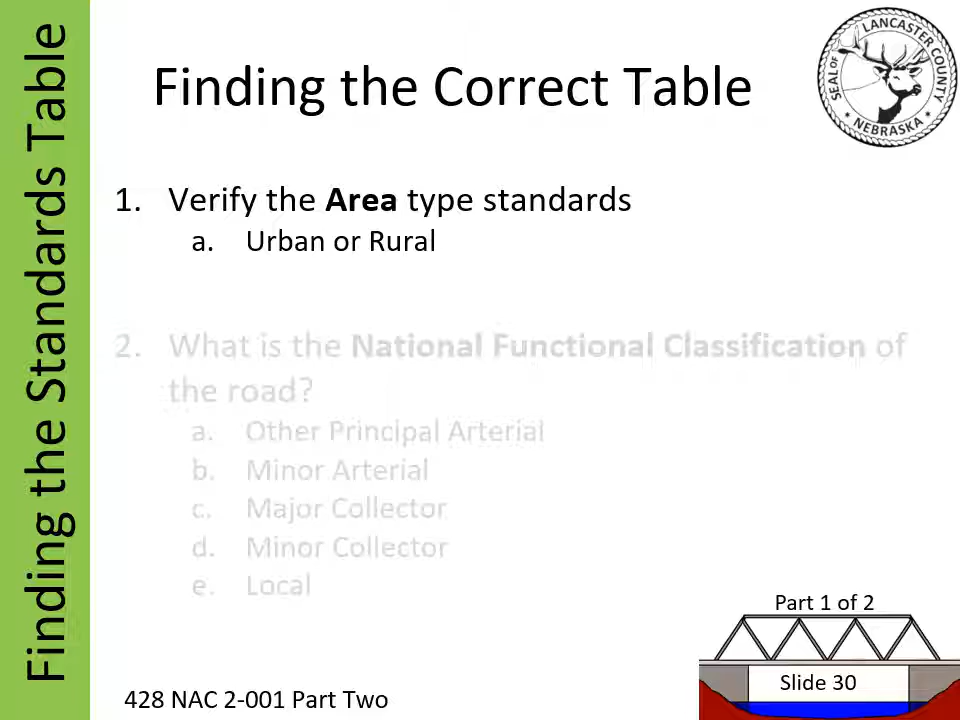 Finding the Standards Table
Finding the Correct Table
SEAL OF LANCASTER COUNTY
* NEBRASKA *
1. Verify the Area type standards
a. Urban or Rural
2. What is the National Functional Classification of
the road?
a. Other Principal Arterial
b. Minor Arterial
c. Major Collector
d. Minor Collector
e. Local
Part 1 of 2
Slide 30
428 NAC 2-001 Part Two